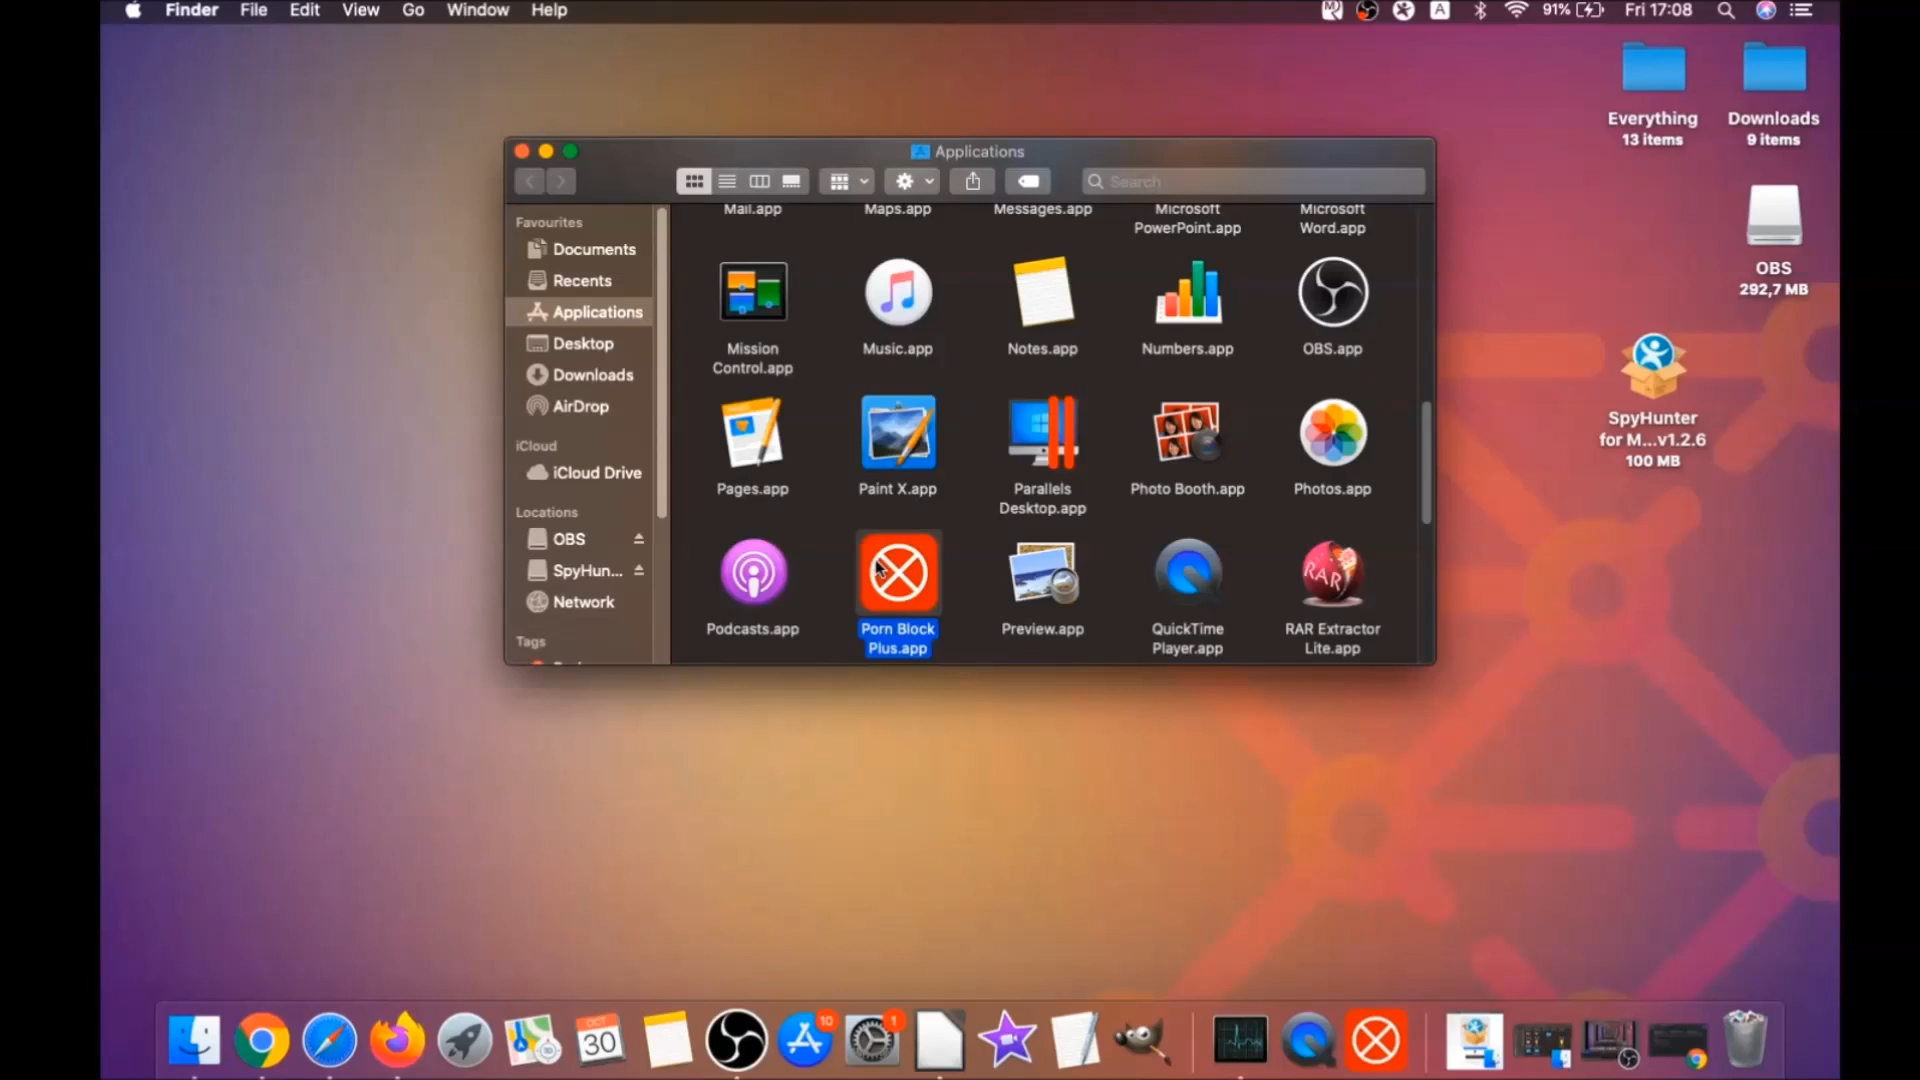 Finder File Edit View Go Window Help
A 91% Fri 17:08
Everything
13 items
Downloads
9 items
OBS
292,7 MB
SpyHunter
for M...v1.2.6
100 MB
Applications
Search
Favourites
Documents
Recents
Applications
Desktop
Downloads
AirDrop
iCloud
iCloud Drive
Locations
OBS
SpyHun...
Network
Tags
Mail.app
Maps.app
Messages.app
Microsoft
PowerPoint.app
Microsoft
Word.app
Mission
Control.app
Music.app
Notes.app
Numbers.app
OBS.app
Pages.app
Paint X.app
Parallels
Desktop.app
Photo Booth.app
Photos.app
Podcasts.app
Porn Block
Plus.app
Preview.app
QuickTime
Player.app
RAR
RAR Extractor
Lite.app
OCT
30
10
1